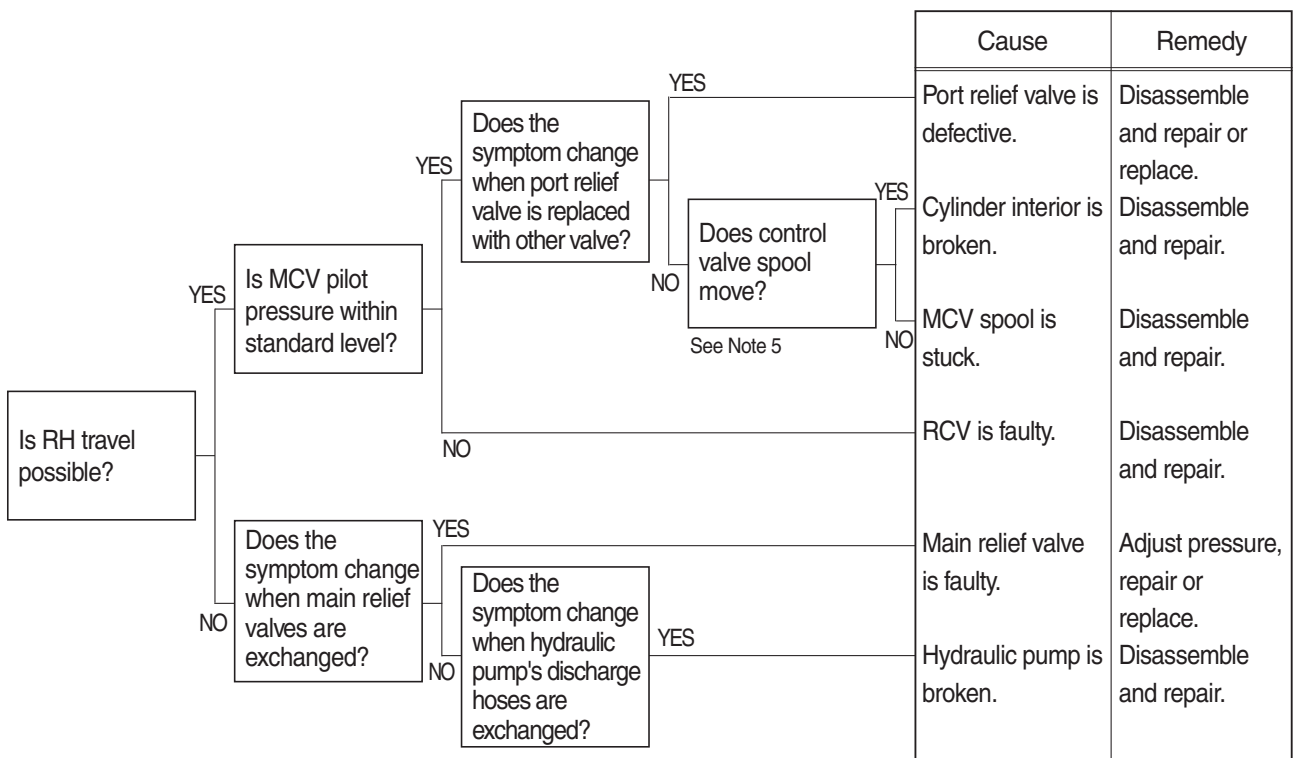 Cause
Remedy
YES
Port relief valve is
defective.
Disassemble
and repair or
replace.
Does the
symptom change
when port relief
valve is replaced
with other valve?
YES
YES
Cylinder interior is
broken.
Disassemble
and repair.
Does control
valve spool
move?
NO
See Note 5
NO
MCV spool is
stuck.
Disassemble
and repair.
YES
Is MCV pilot
pressure within
standard level?
NO
RCV is faulty.
Disassemble
and repair.
Is RH travel
possible?
NO
Does the
symptom change
when main relief
valves are
exchanged?
YES
Main relief valve
is faulty.
Adjust pressure,
repair or
replace.
NO
Does the
symptom change
when hydraulic
pump's discharge
hoses are
exchanged?
YES
Hydraulic pump is
broken.
Disassemble
and repair.